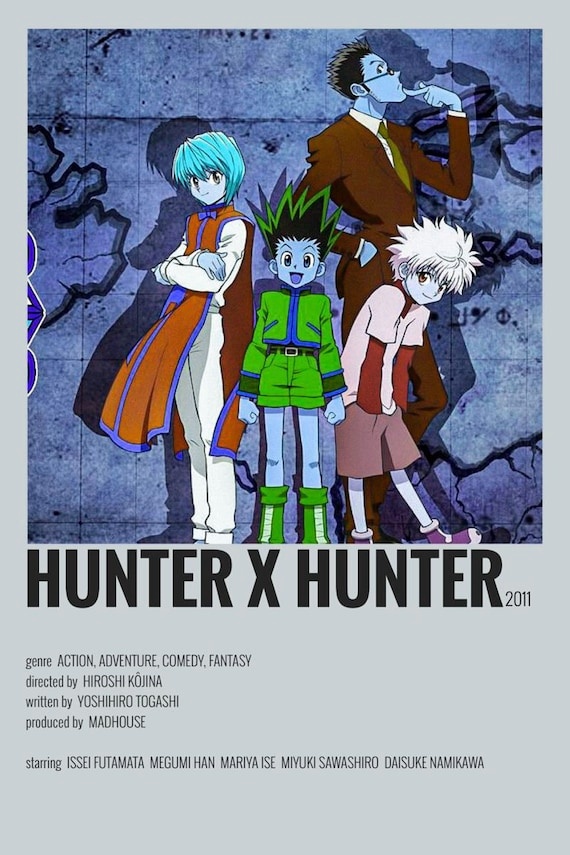 HUNTER X HUNTER 2011
genre ACTION, ADVENTURE, COMEDY, FANTASY
directed by HIROSHI KÔJINA
written by YOSHIHIRO TOGASHI
produced by MADHOUSE
starring ISSEI FUTAMATA MEGUMI HAN MARIYA ISE MIYUKI SAWASHIRO DAISUKE NAMIKAWA